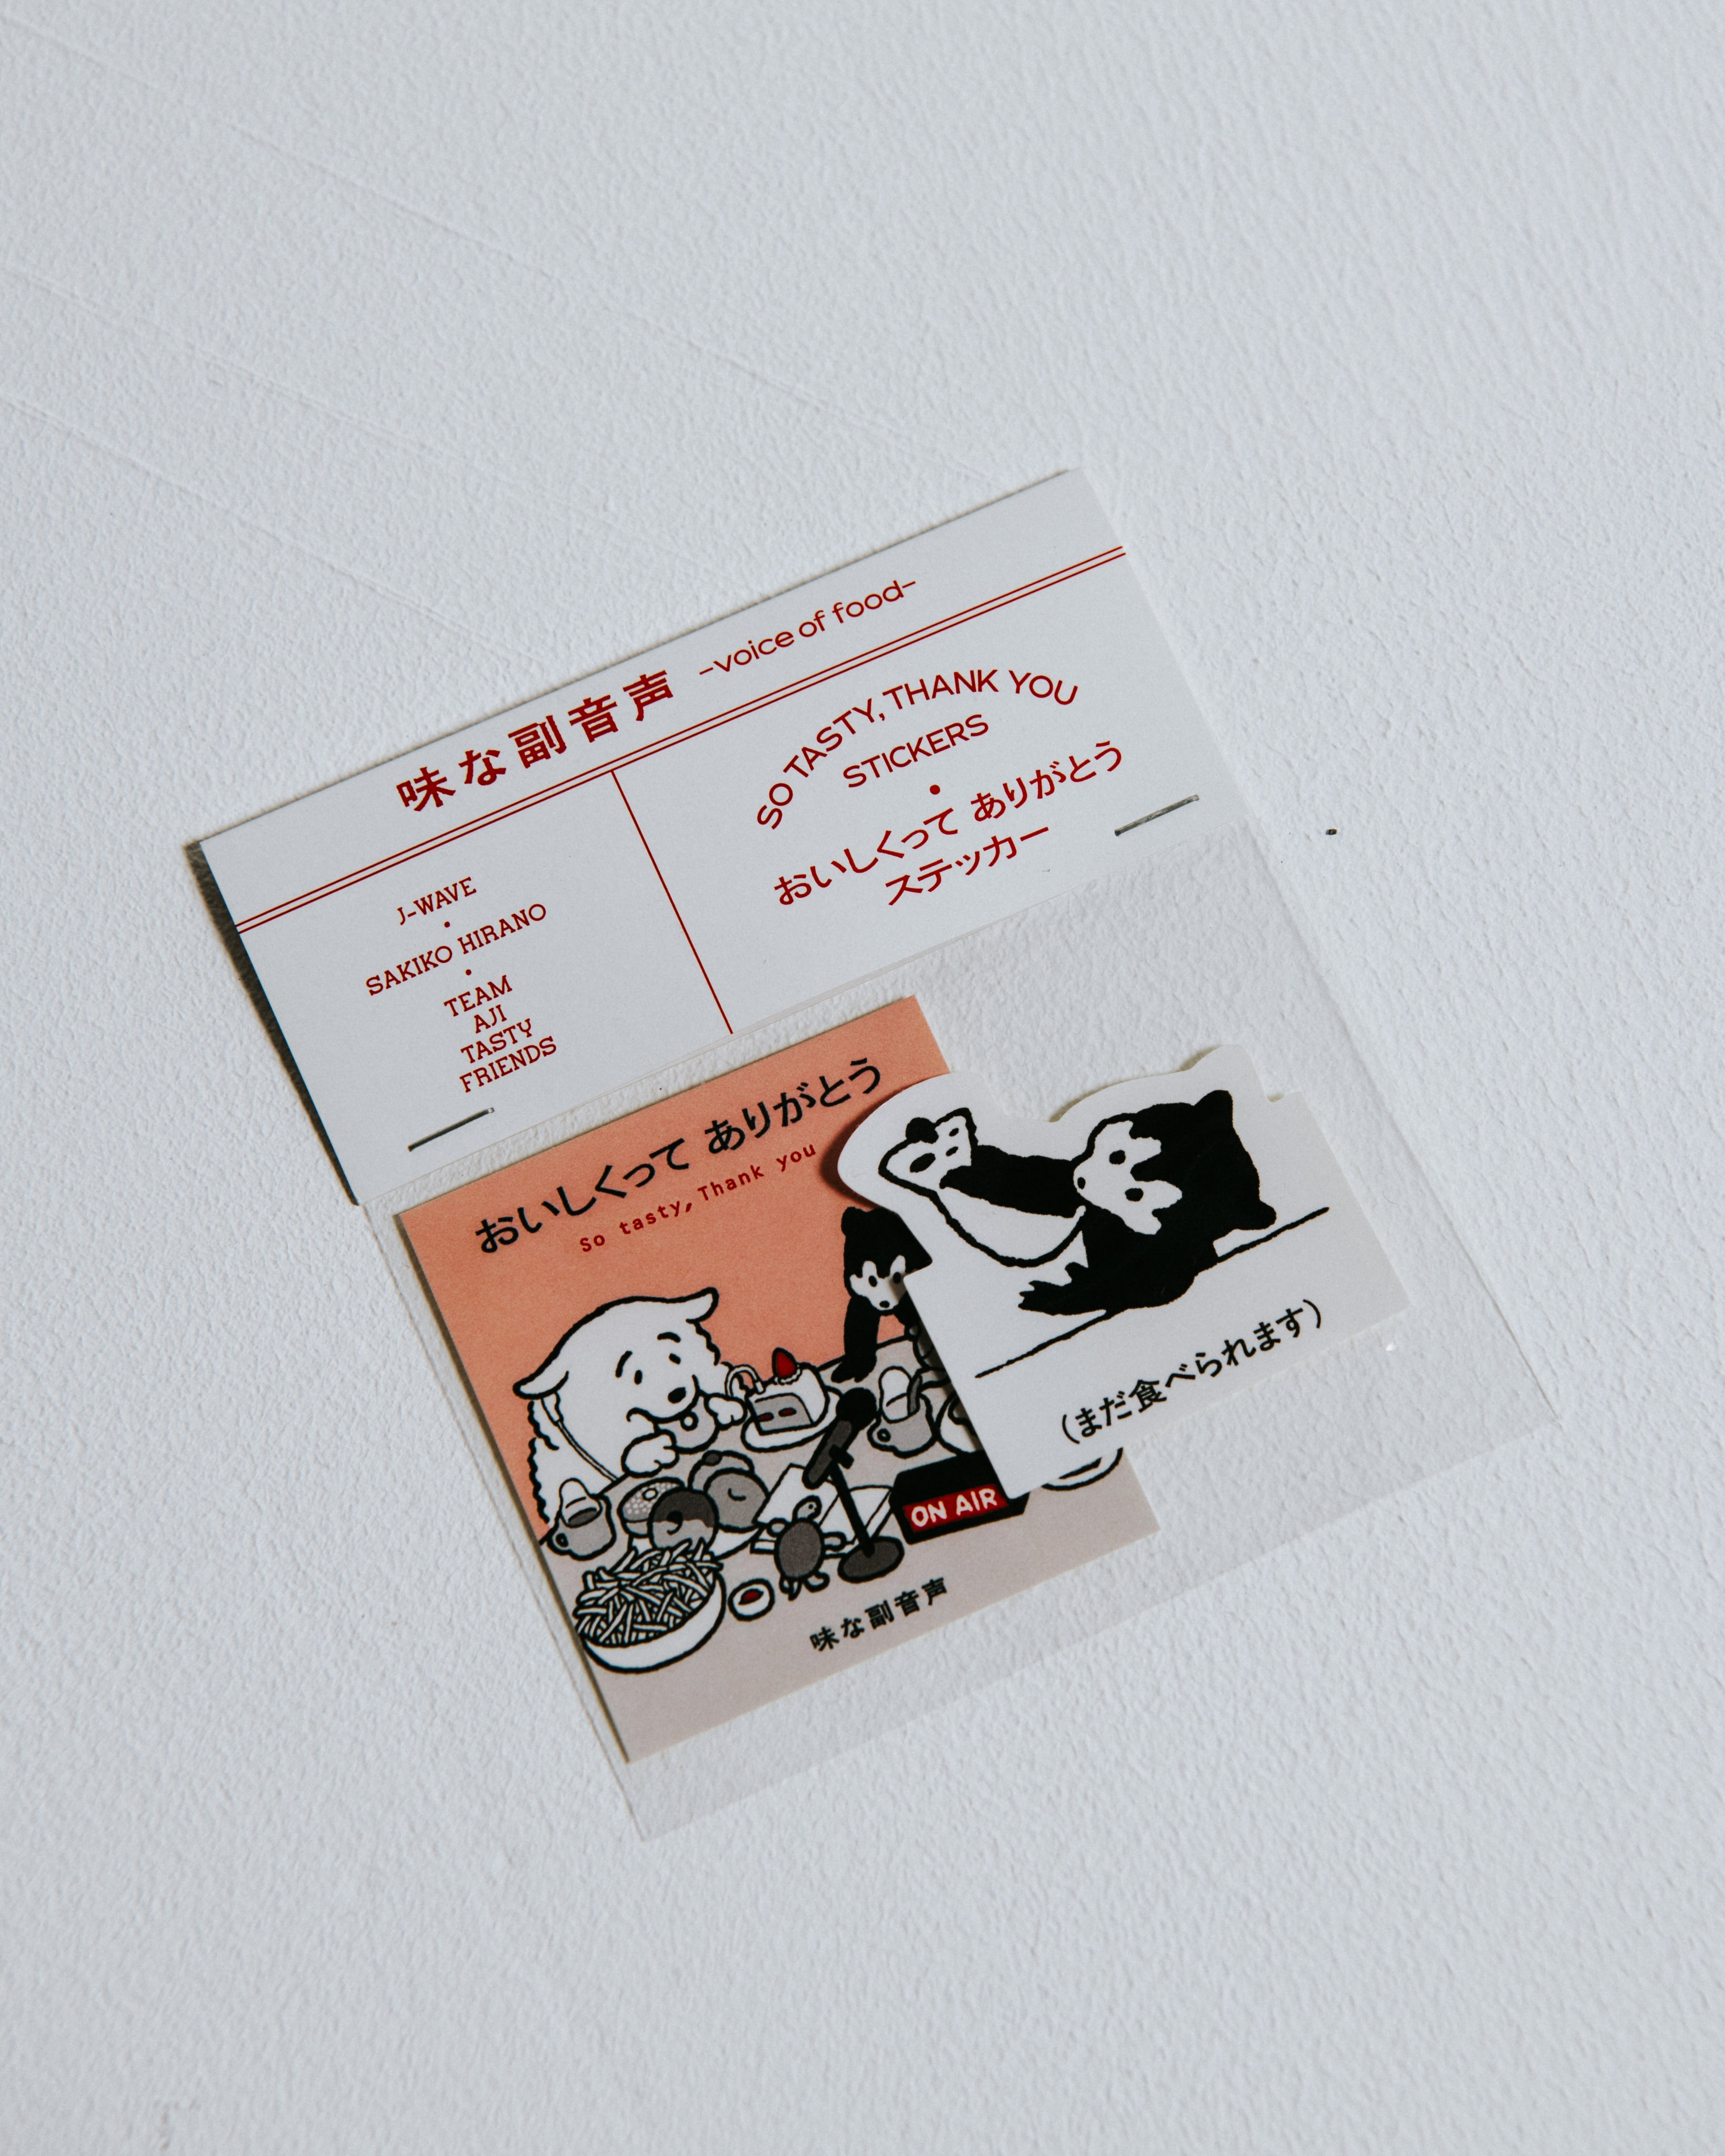 味な副音声 -voice of food-
J-WAVE
•
SAKIKO HIRANO
•
TEAM
AJI
TASTY
FRIENDS
SO TASTY, THANK YOU
STICKERS
•
おいしくって ありがとう
ステッカー
おいしくって ありがとう
So tasty, Thank you
ON AIR
味な副音声
(まだ食べられます)